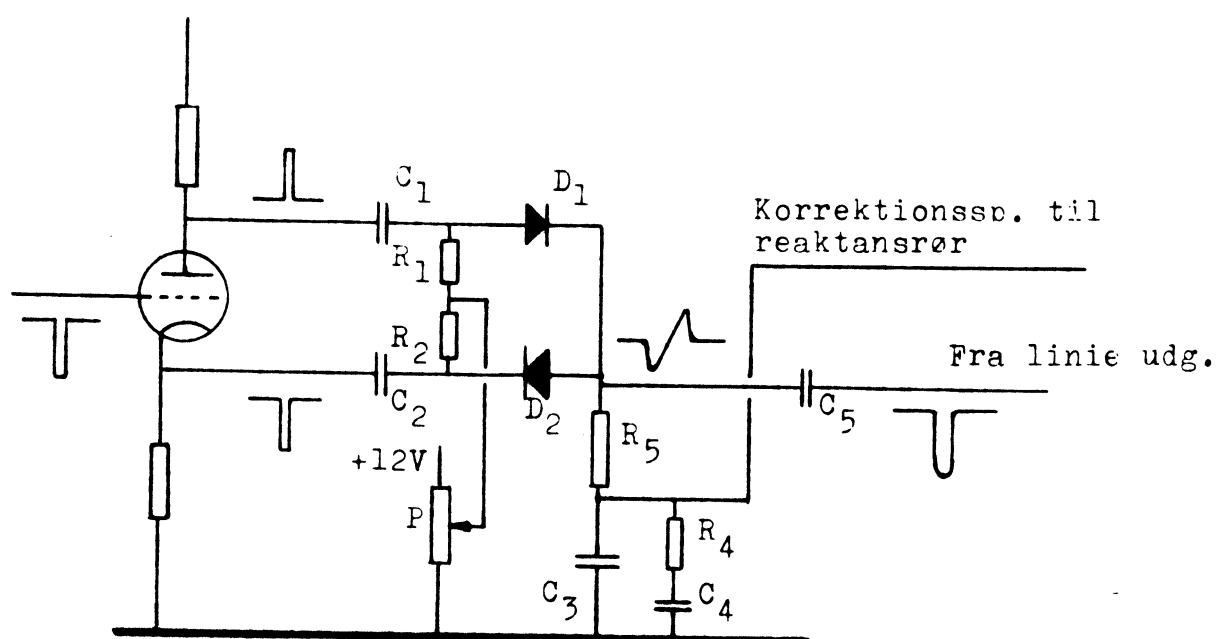 C1
D1
Korrektionssp. til
reaktansrør
R1
R2
Fra linie udg.
C2
D2
C5
R5
+12V
P
R4
C3
C4